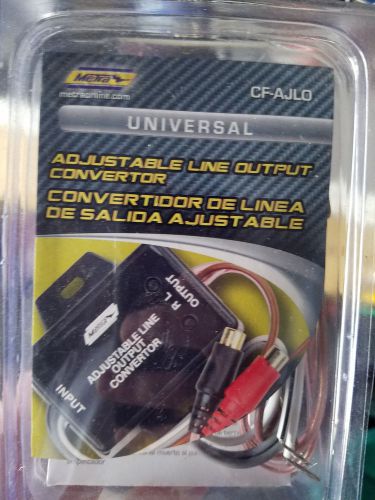 Metra
metraonline.com
CF-AJLO
UNIVERSAL
ADJUSTABLE LINE OUTPUT
CONVERTOR
CONVERTIDOR DE LINEA
DE SALIDA AJUSTABLE
R L
OUTPUT
Metra
ADJUSTABLE LINE
OUTPUT
CONVERTOR
INPUT